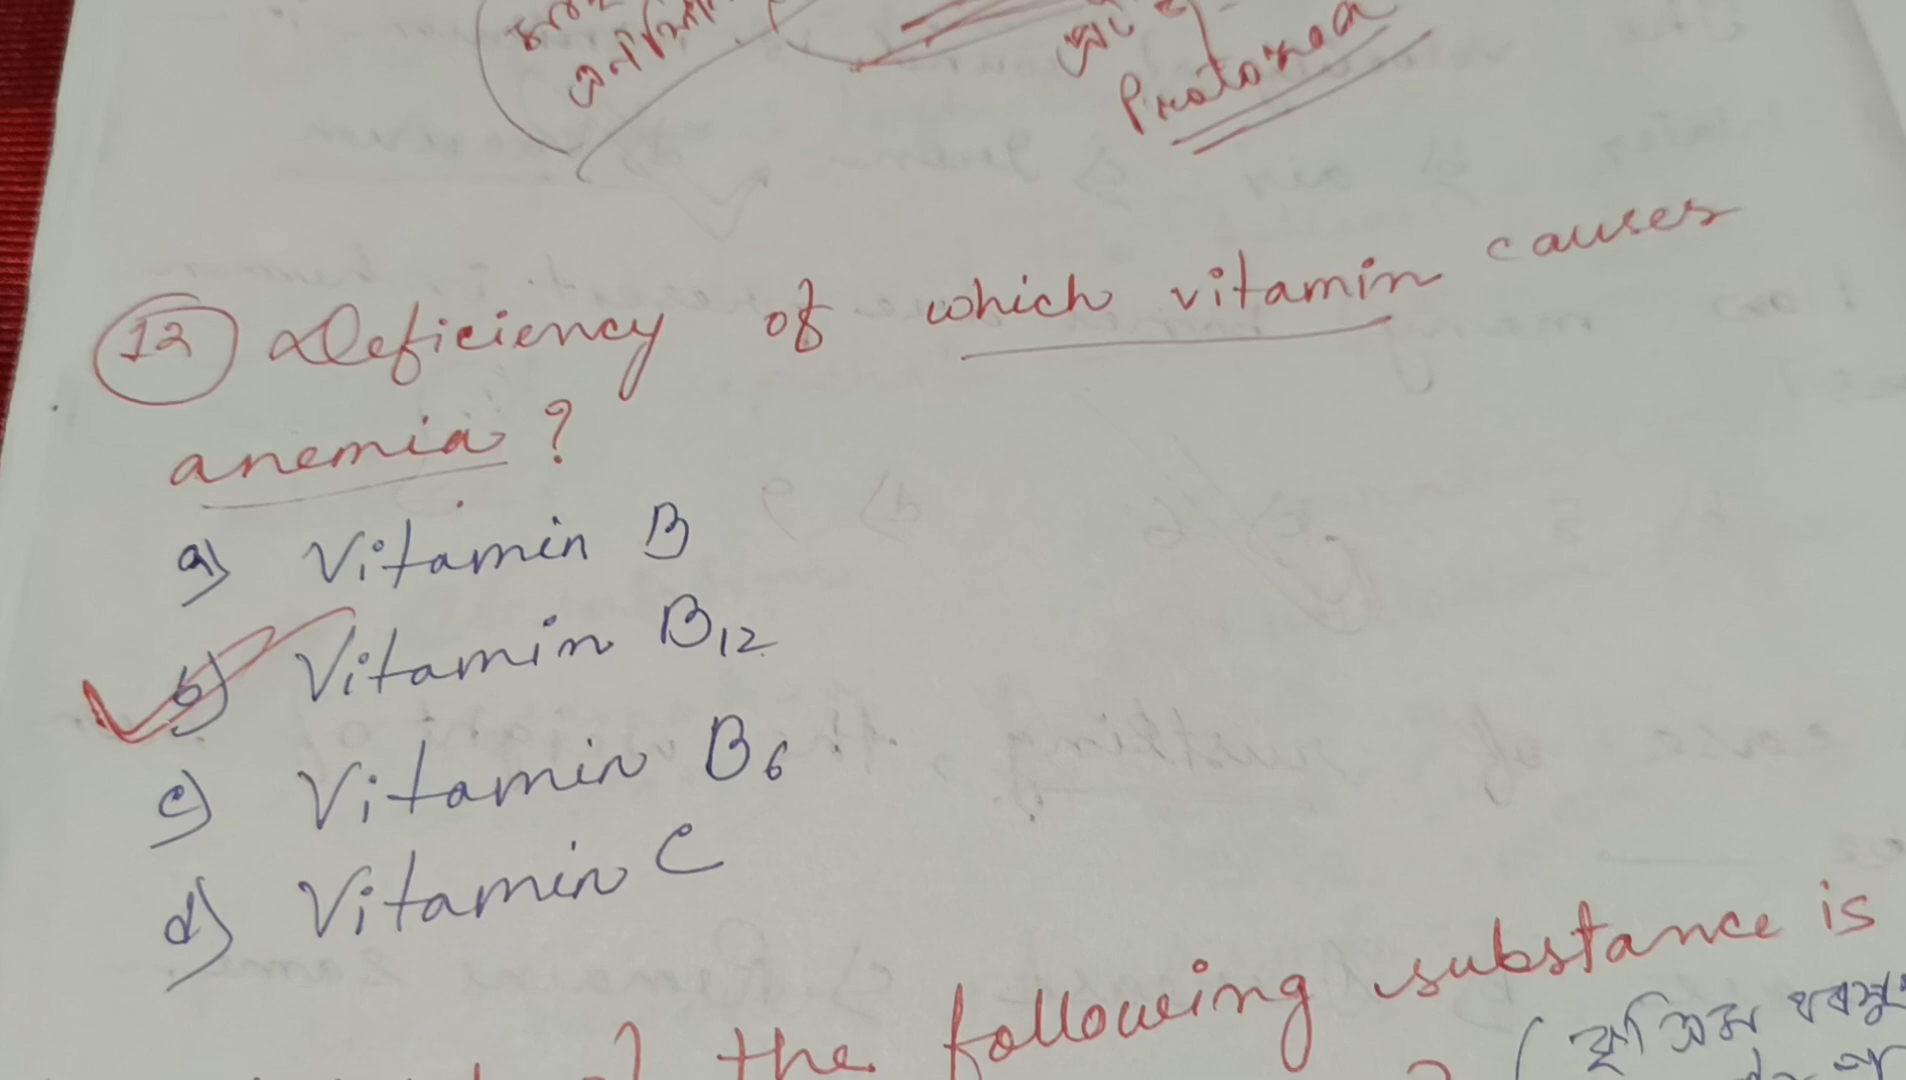 Protozoa
12 Deficiency of which vitamin causes
anemia ?
a) Vitamin B
b) Vitamin B12
c) Vitamin B6
d) Vitamin C
the following substance is